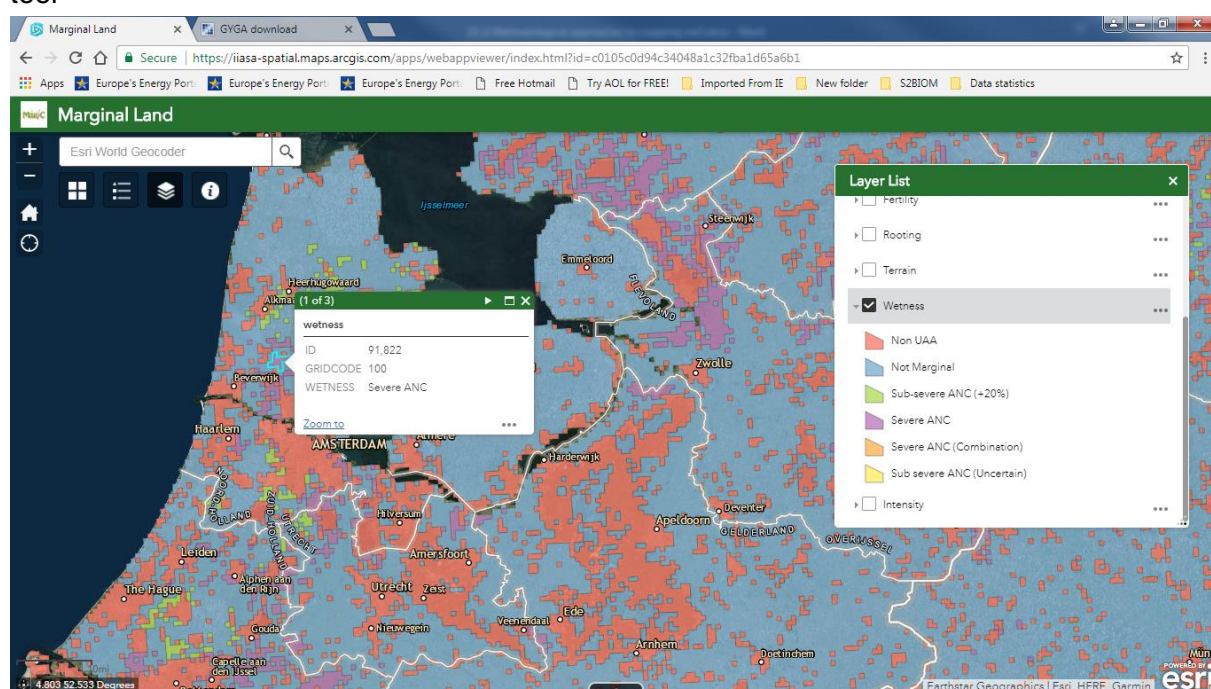 Marginal Land
GYGA download
Secure
https://iiasa-spatial.maps.arcgis.com/apps/webappviewer/index.html?id=c0105c0d94c34048a1c32fba1d65a6b1
Apps Europe's Energy Port Europe's Energy Port Europe's Energy Port Free Hotmail Try AOL for FREE! Imported From IE New folder S2BIOM Data statistics
Marginal Land
Esri World Geocoder
Layer List
Fertility
Rooting
Terrain
Wetness
Non UAA
Not Marginal
Sub-severe ANC (+20%)
Severe ANC
Severe ANC (Combination)
Sub severe ANC (Uncertain)
Intensity
Ijsselmeer
Steenwijk
Emmeloord
FLEVOLAND
Heerhugowaard
(1 of 3)
wetness
ID 91,822
GRIDCODE 100
WETNESS Severe ANC
Zoom to
Zwolle
Beverwijk
Haarlem
AMSTERDAM
Almere
Harderwijk
NOORD-HOLLAND
ZUID-HOLLAND
UTRECHT
Hilversum
Apeldoorn
Deventer
GELDERLAND
OVERIJSSEL
Leiden
Amersfoort
The Hague
Alphen aan
den Rijn
Utrecht
Zeist
Gouda
Nieuwegein
Veenendaal
Ede
Arnhem
Doetinchem
Capelle aan
den IJssel
4.803 52.533 Degrees
Earthstar Geographics | Esri, HERE, Garmin
POWERED BY
esri